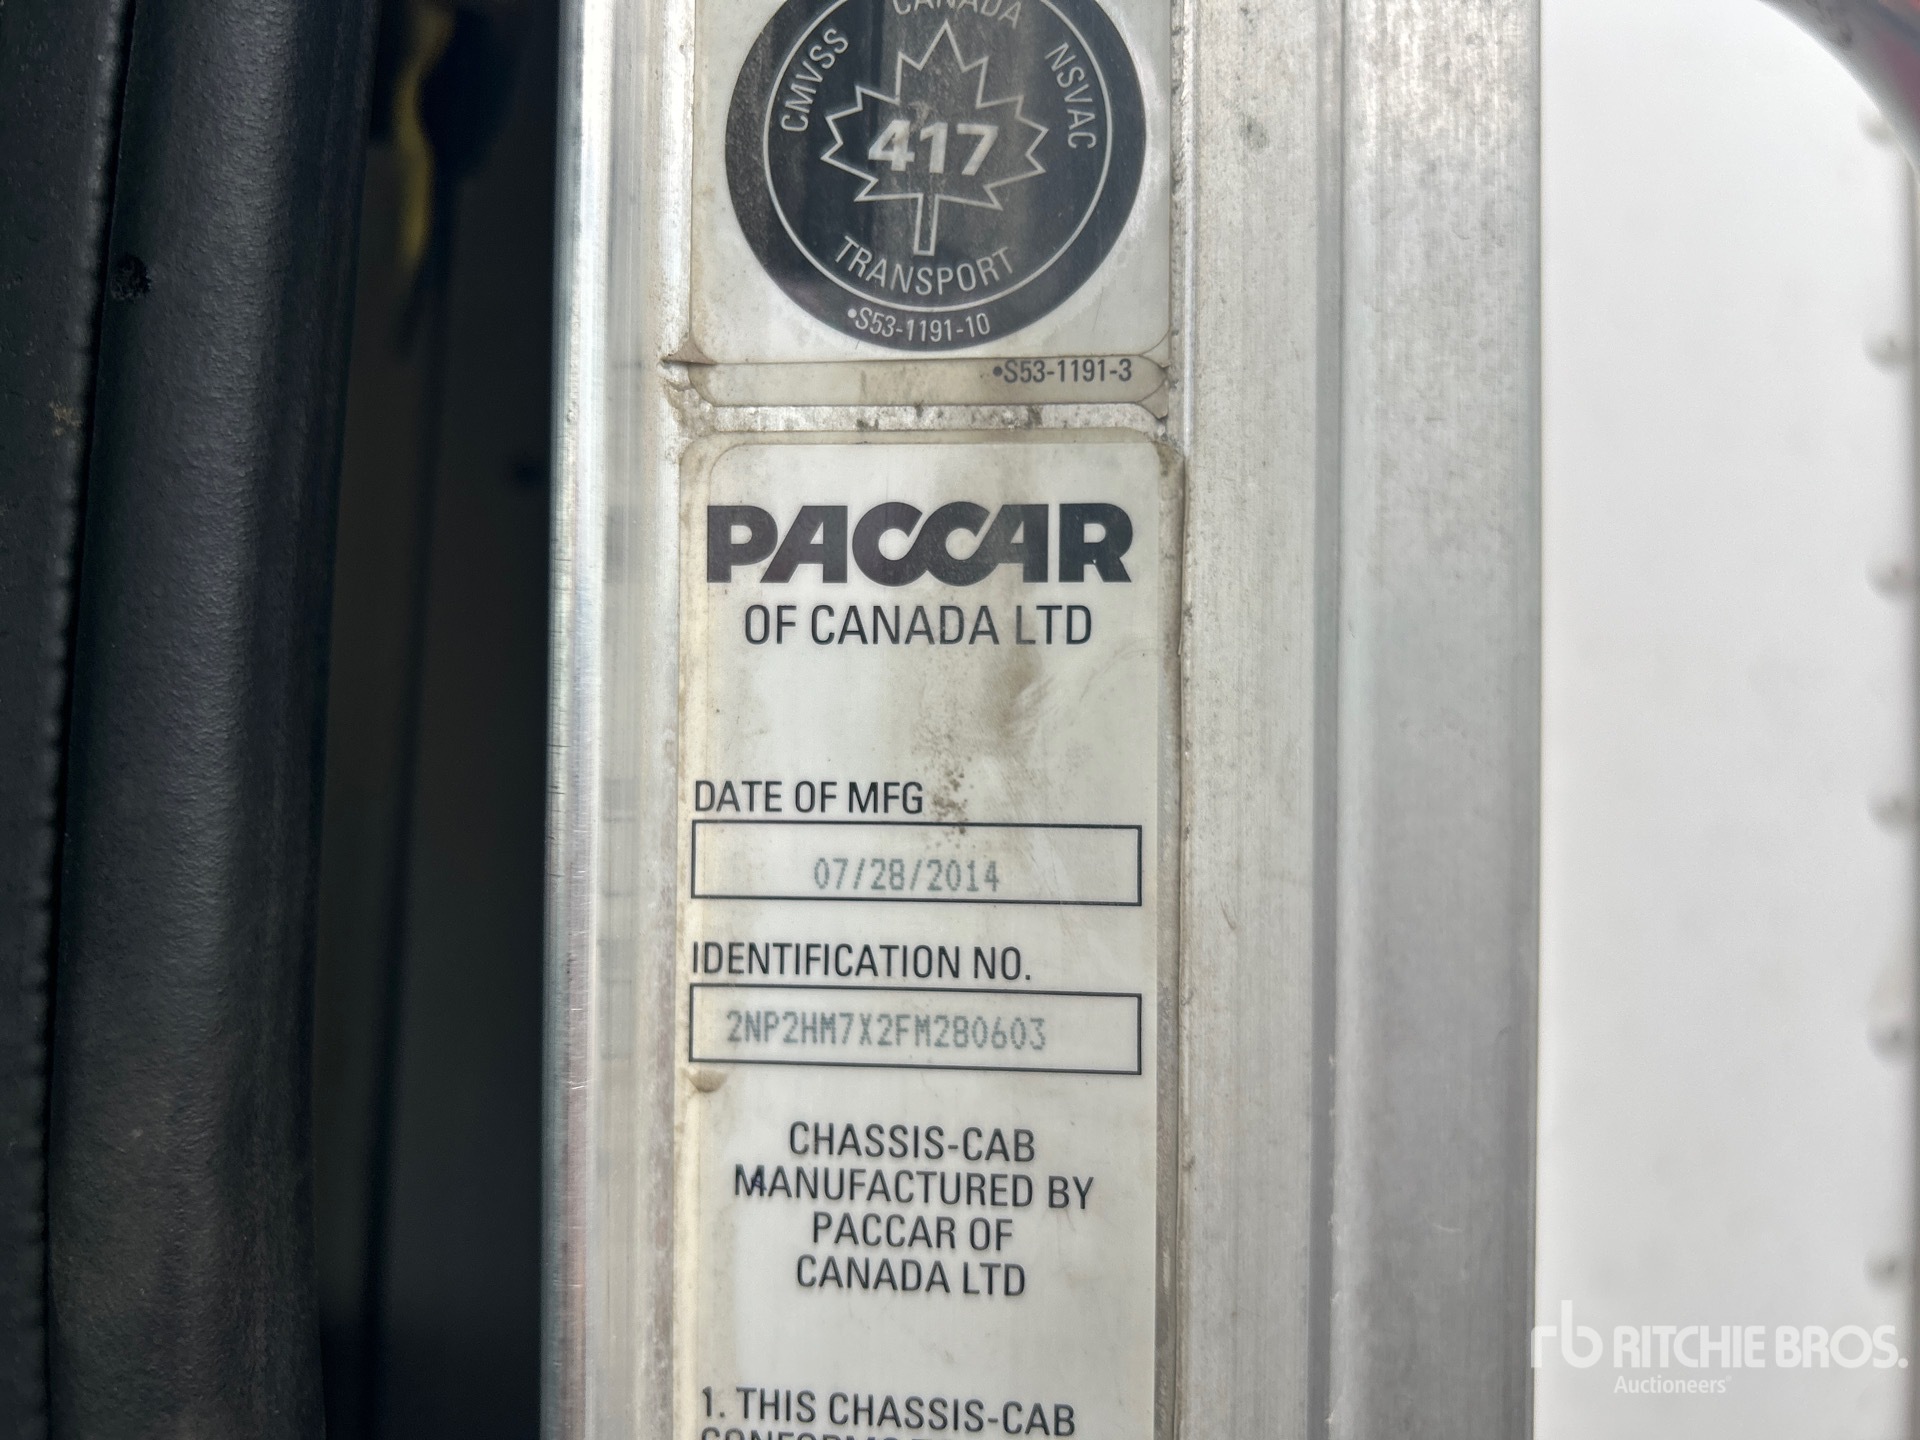 CANADA
CMVSS
NSVAC
417
TRANSPORT
•S53-1191-10
•S53-1191-3
PACCAR
OF CANADA LTD
DATE OF MFG
07/28/2014
IDENTIFICATION NO.
2NP2HM7X2FM280603
CHASSIS-CAB
MANUFACTURED BY
PACCAR OF
CANADA LTD
1. THIS CHASSIS-CAB
rb RITCHIE BROS.
Auctioneers